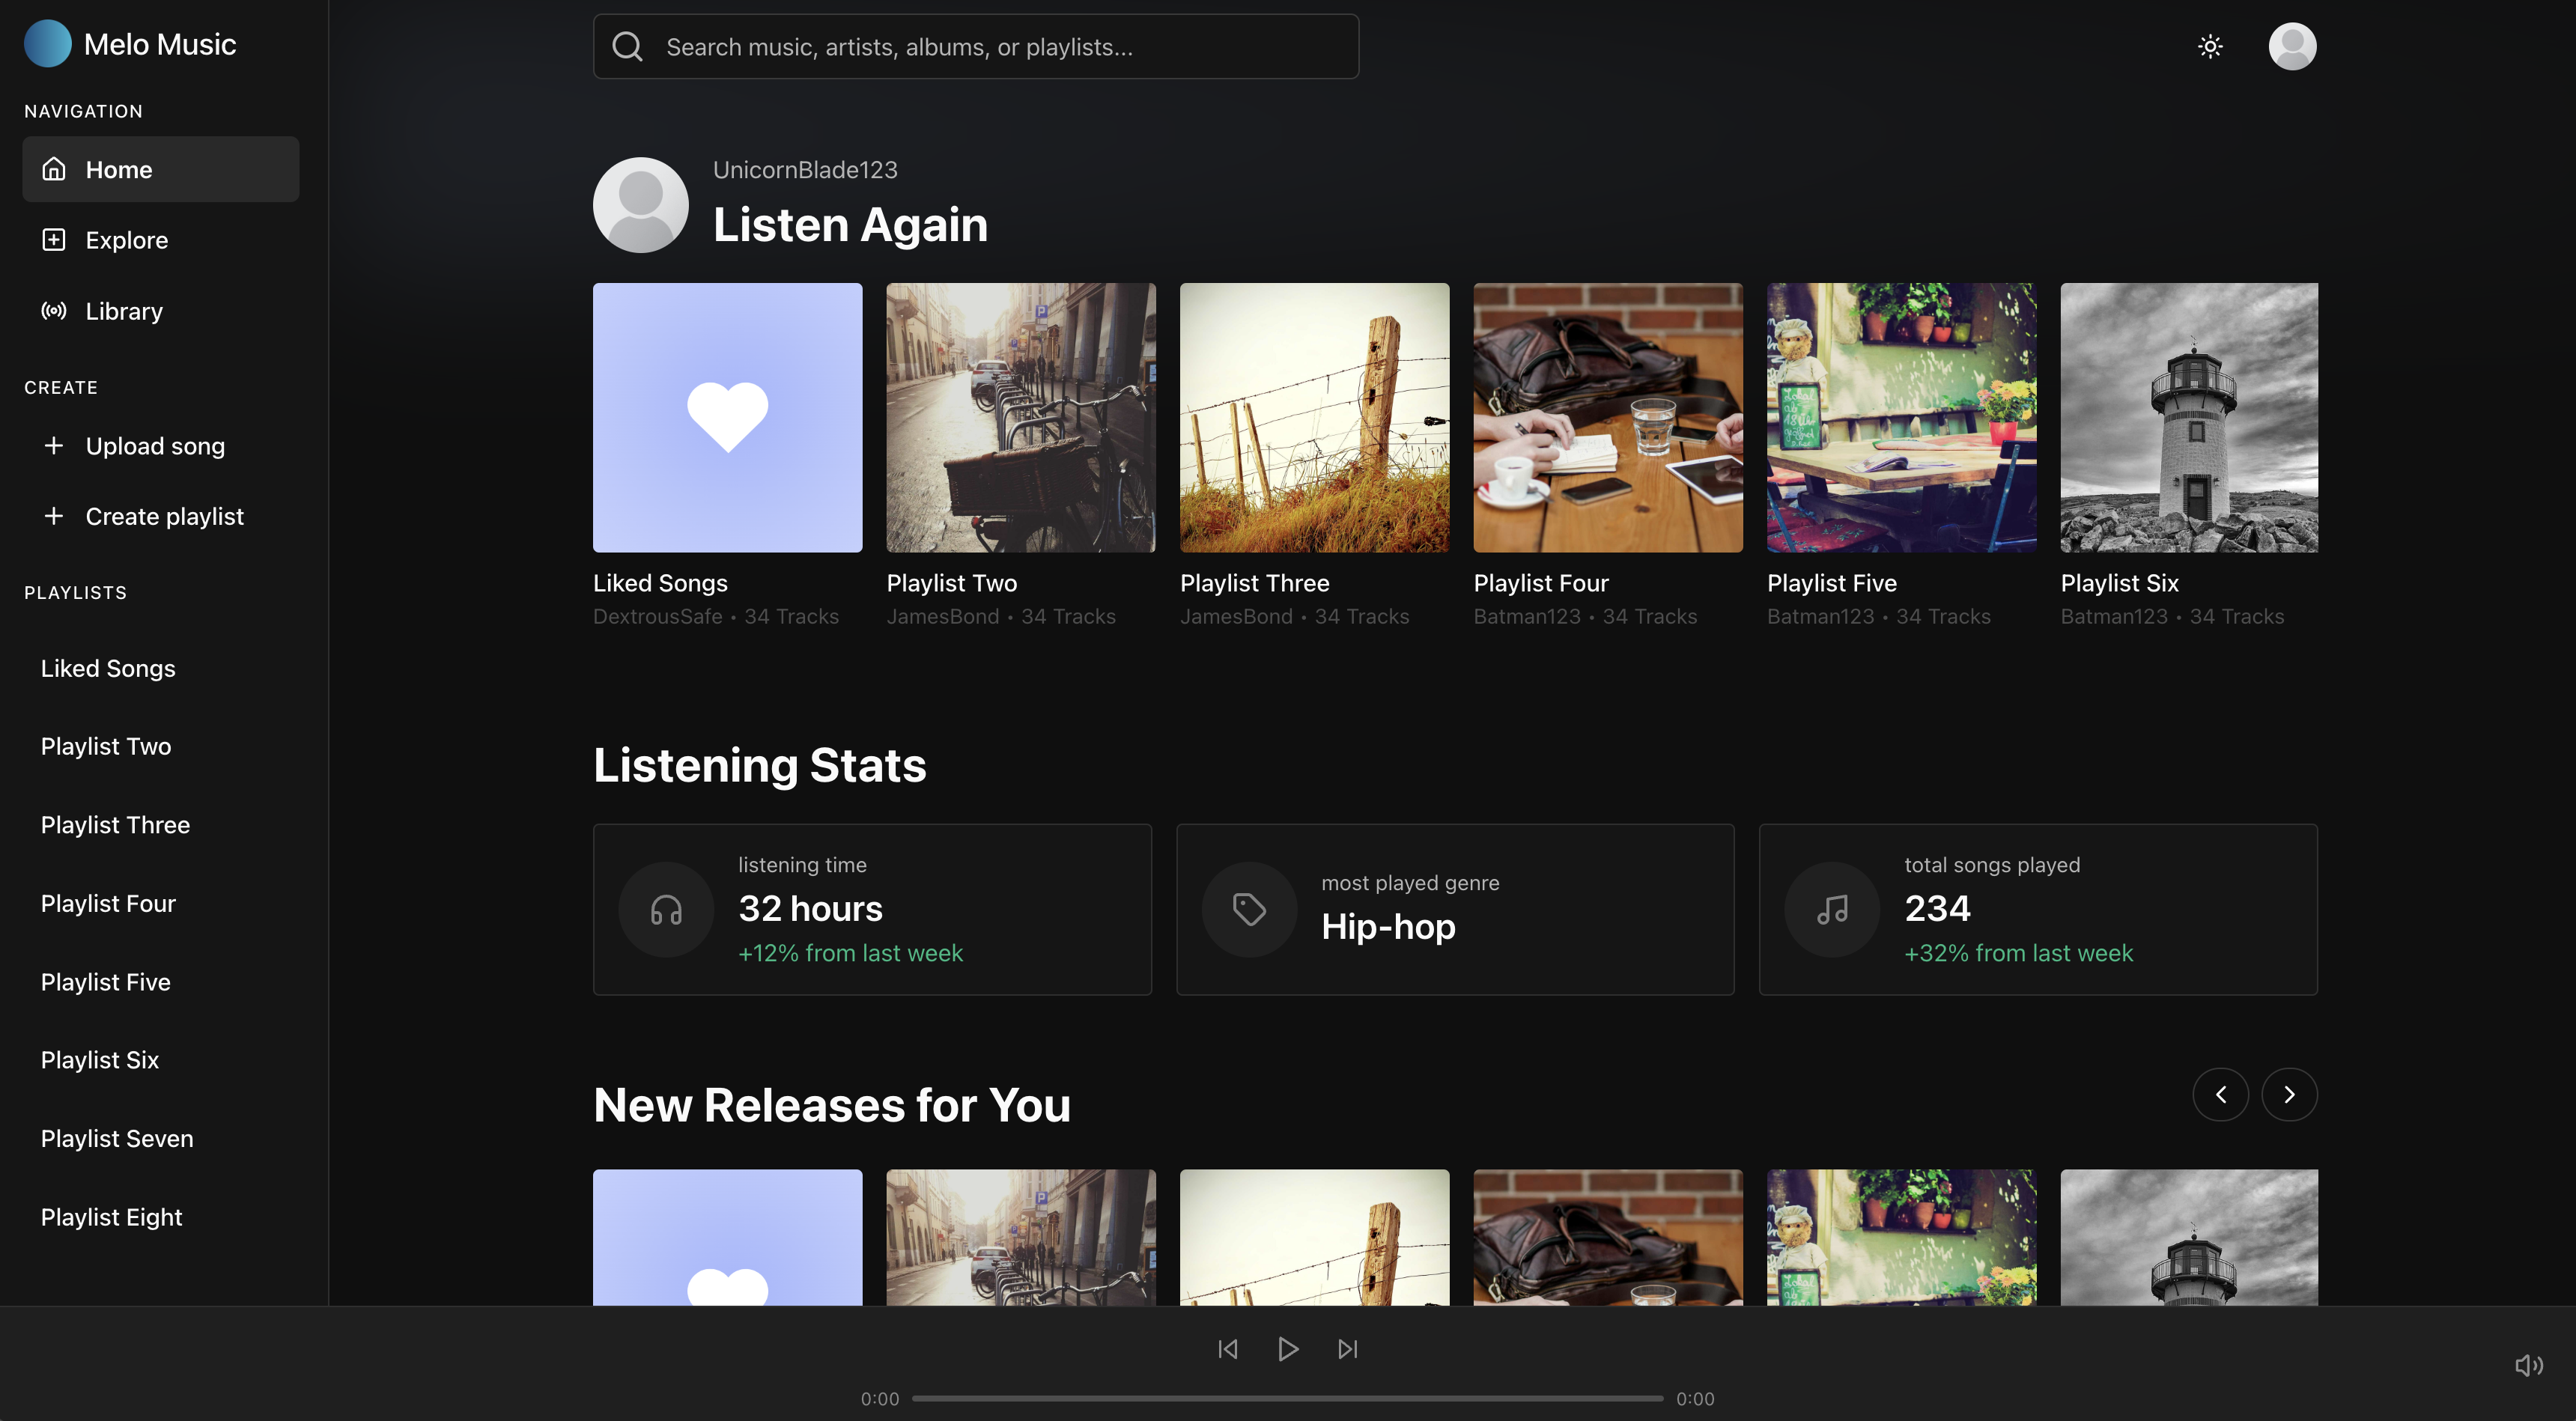 Melo Music
NAVIGATION
Home
Explore
Library
CREATE
Upload song
Create playlist
PLAYLISTS
Liked Songs
Playlist Two
Playlist Three
Playlist Four
Playlist Five
Playlist Six
Playlist Seven
Playlist Eight
Search music, artists, albums, or playlists...
UnicornBlade123
Listen Again
P
Liked Songs
DextrousSafe • 34 Tracks
Playlist Two
JamesBond • 34 Tracks
Playlist Three
JamesBond • 34 Tracks
Playlist Four
Batman123 • 34 Tracks
Playlist Five
Batman123 • 34 Tracks
Playlist Six
Batman123 • 34 Tracks
Listening Stats
listening time
32 hours
+12% from last week
most played genre
Hip-hop
total songs played
234
+32% from last week
New Releases for You
P
0:00
0:00